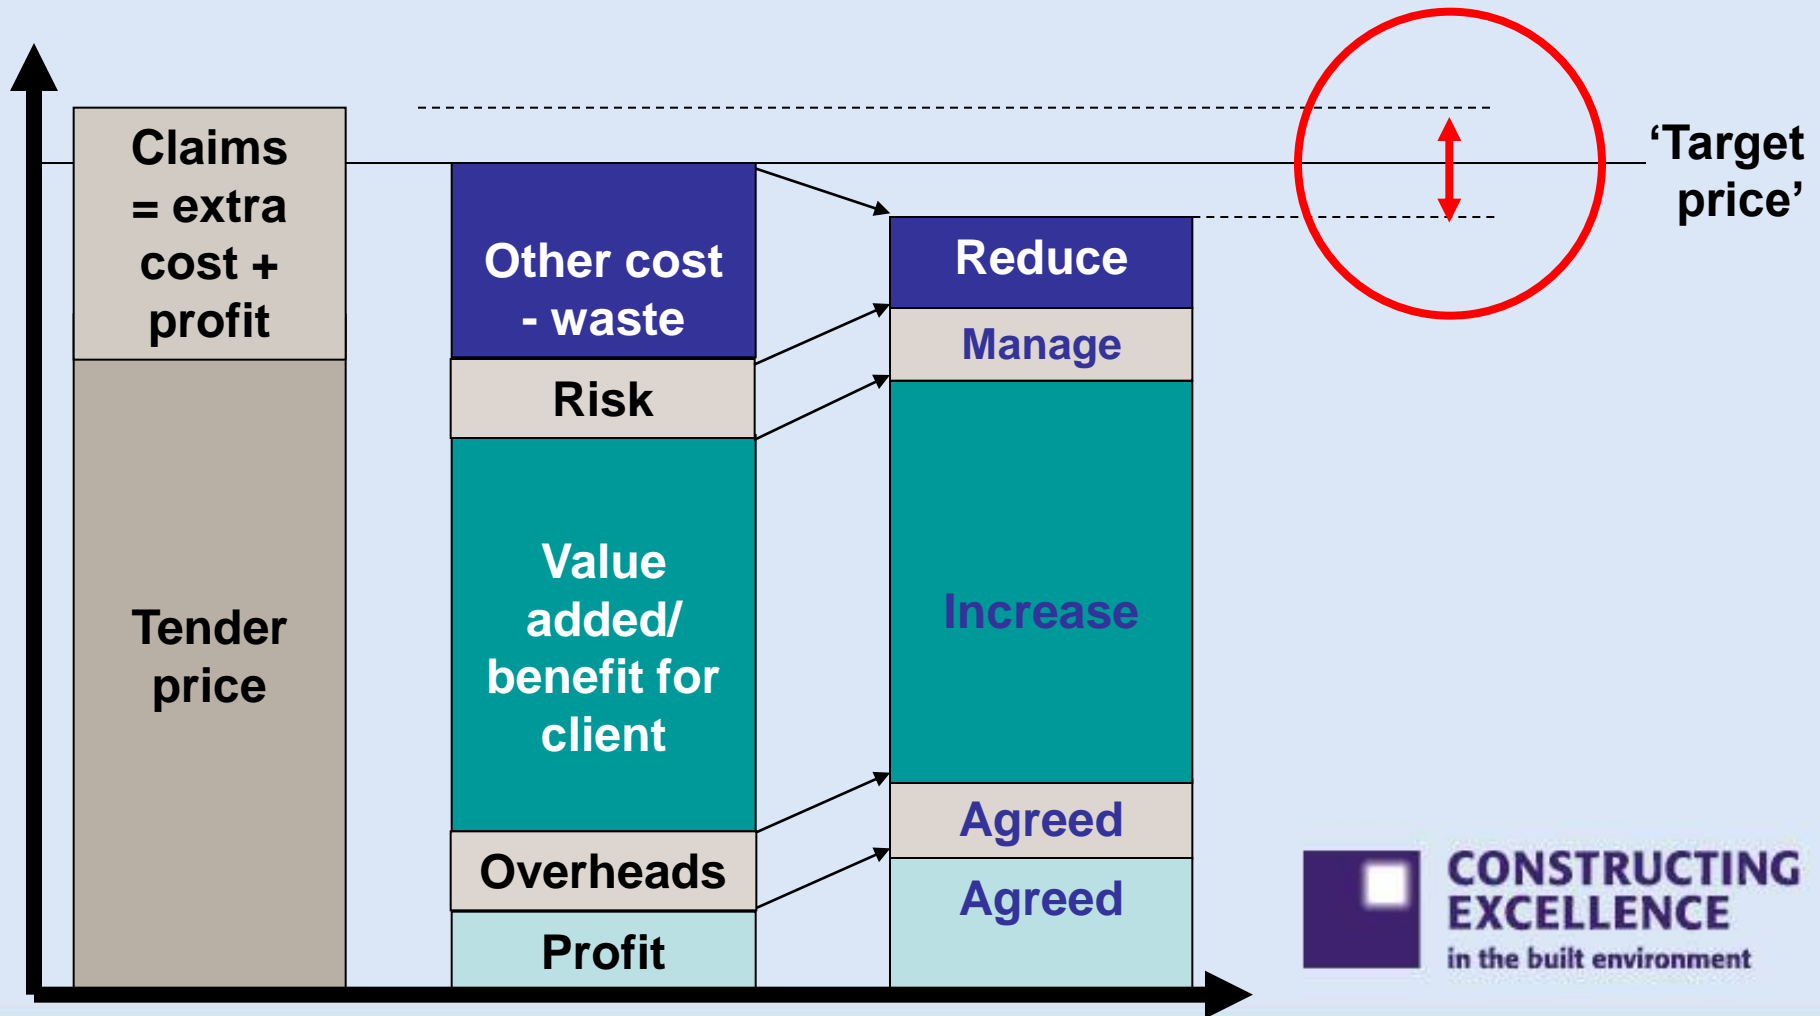 Claims
= extra
cost +
profit
Tender
price
Other cost
- waste
Risk
Value
added/
benefit for
client
Overheads
Profit
Reduce
Manage
Increase
Agreed
Agreed
‘Target
price’
CONSTRUCTING
EXCELLENCE
in the built environment